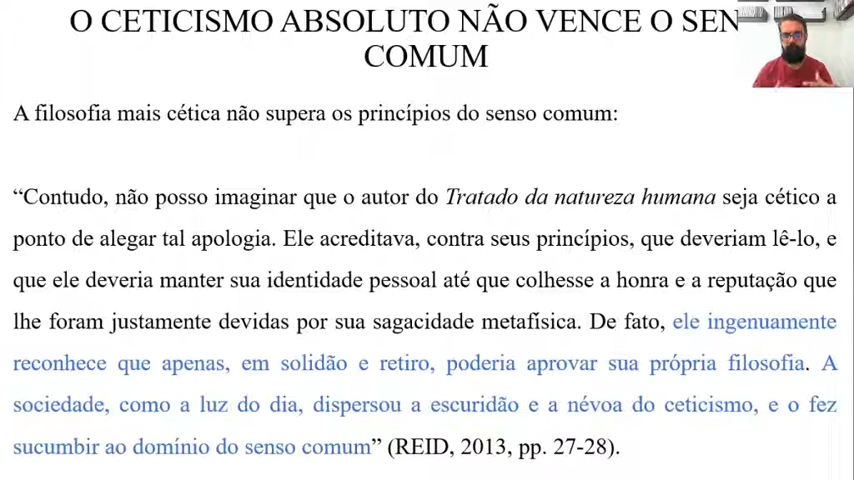 O CETICISMO ABSOLUTO NÃO VENCE O
COMUM
A filosofia mais cética não supera os princípios do senso comum:
“Contudo, não posso imaginar que o autor do Tratado da natureza humana seja cético a
ponto de alegar tal apologia. Ele acreditava, contra seus princípios, que deveriam lê-lo, e
que ele deveria manter sua identidade pessoal até que colhesse a honra e a reputação que
lhe foram justamente devidas por sua sagacidade metafísica. De fato, ele ingenuamente
reconhece que apenas, em solidão e retiro, poderia aprovar sua própria filosofia. A
sociedade, como a luz do dia, dispersou a escuridão e a névoa do ceticismo, e o fez
sucumbir ao domínio do senso comum” (REID, 2013, pp. 27-28).